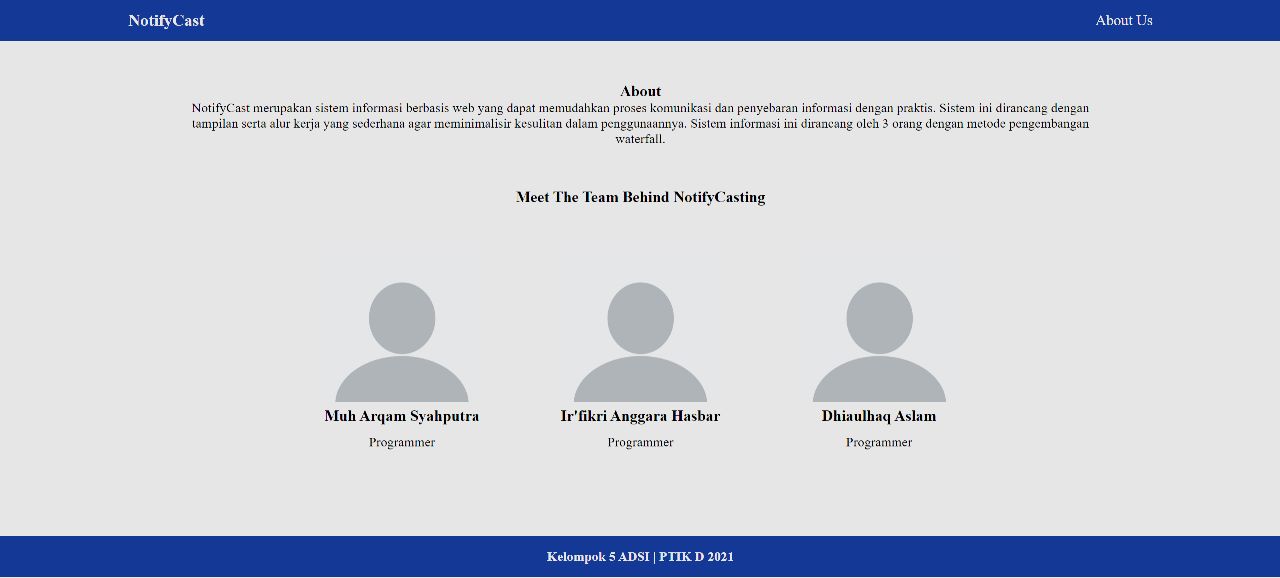 NotifyCast
About Us
About
NotifyCast merupakan sistem informasi berbasis web yang dapat memudahkan proses komunikasi dan penyebaran informasi dengan praktis. Sistem ini dirancang dengan
tampilan serta alur kerja yang sederhana agar meminimalisir kesulitan dalam penggunaannya. Sistem informasi ini dirancang oleh 3 orang dengan metode pengembangan
waterfall.
Meet The Team Behind NotifyCasting
Muh Arqam Syahputra
Programmer
Ir'fikri Anggara Hasbar
Programmer
Dhiaulhaq Aslam
Programmer
Kelompok 5 ADSI | PTIK D 2021